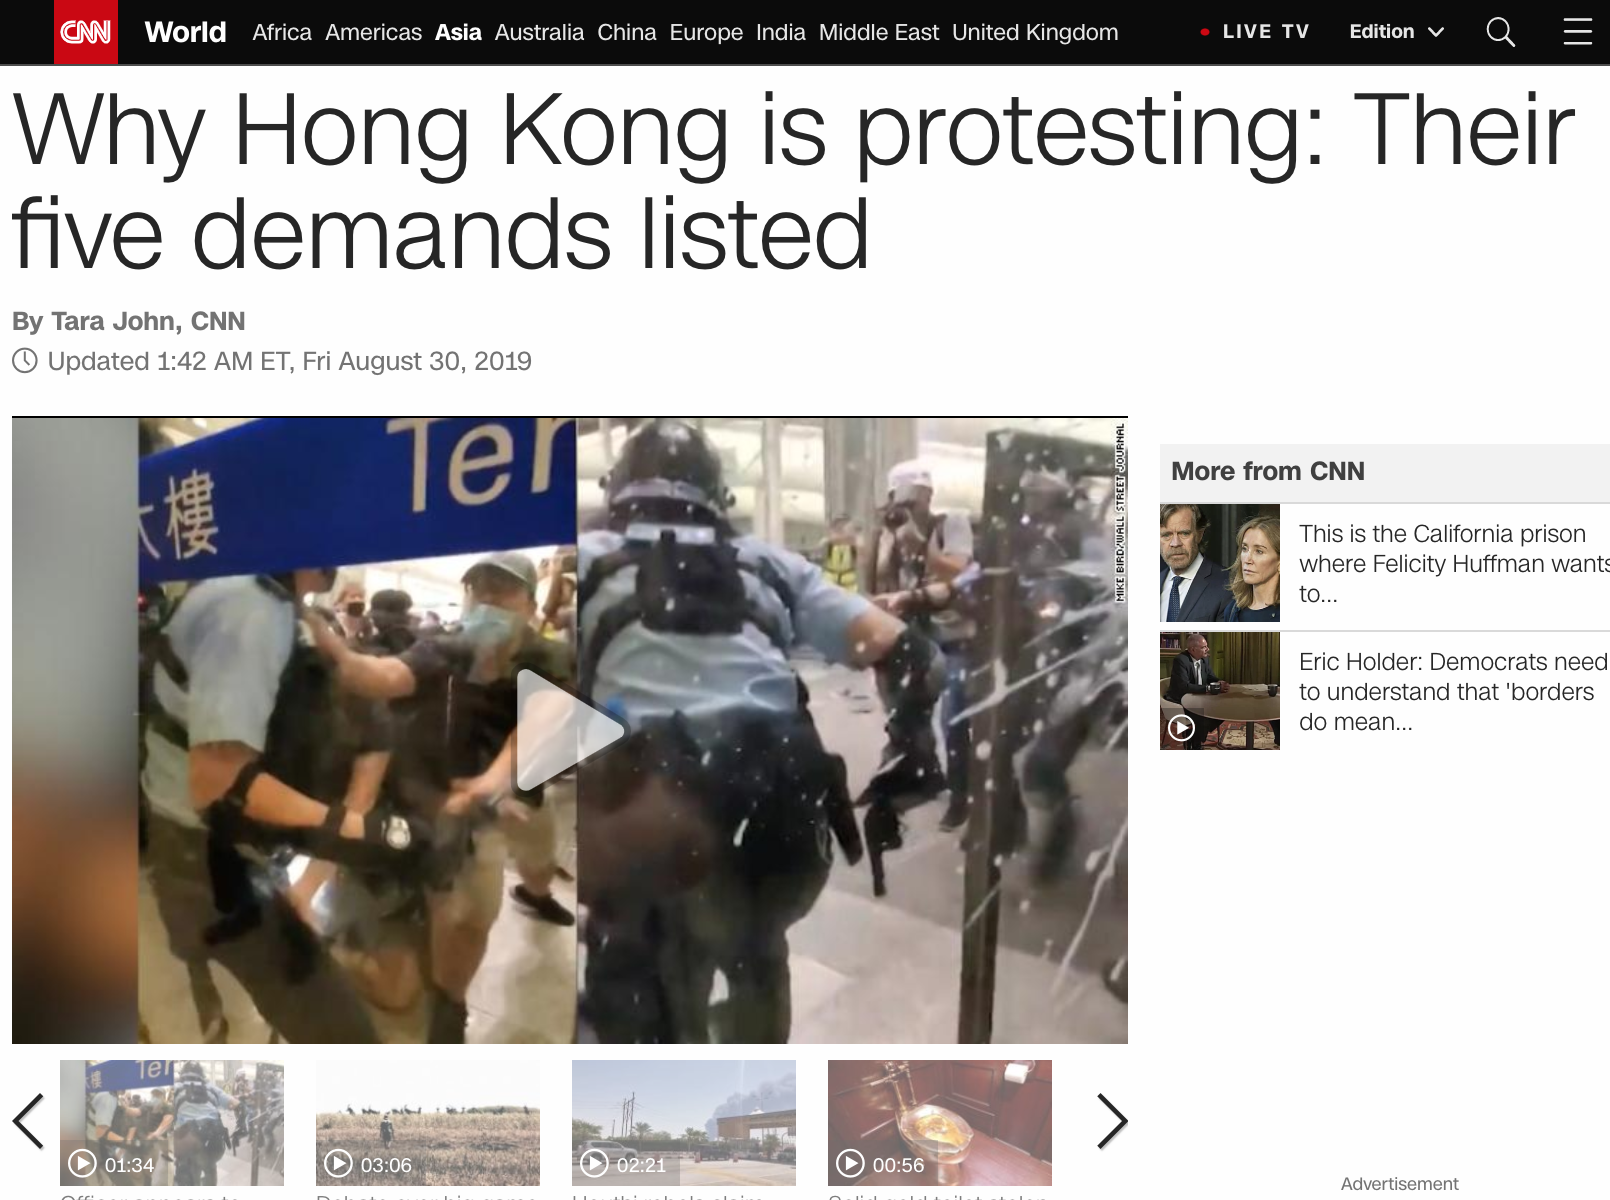 CNN World Africa Americas Asia Australia China Europe India Middle East United Kingdom LIVE TV Edition
Why Hong Kong is protesting: Their
five demands listed
By Tara John, CNN
Updated 1:42 AM ET, Fri August 30, 2019
Ter
樓
MIKE BIRD/WALL STREET JOURNAL
More from CNN
This is the California prison
where Felicity Huffman wants
to...
Eric Holder: Democrats need
to understand that 'borders
do mean...
Ter
樓
01:34
03:06
02:21
00:56
Advertisement